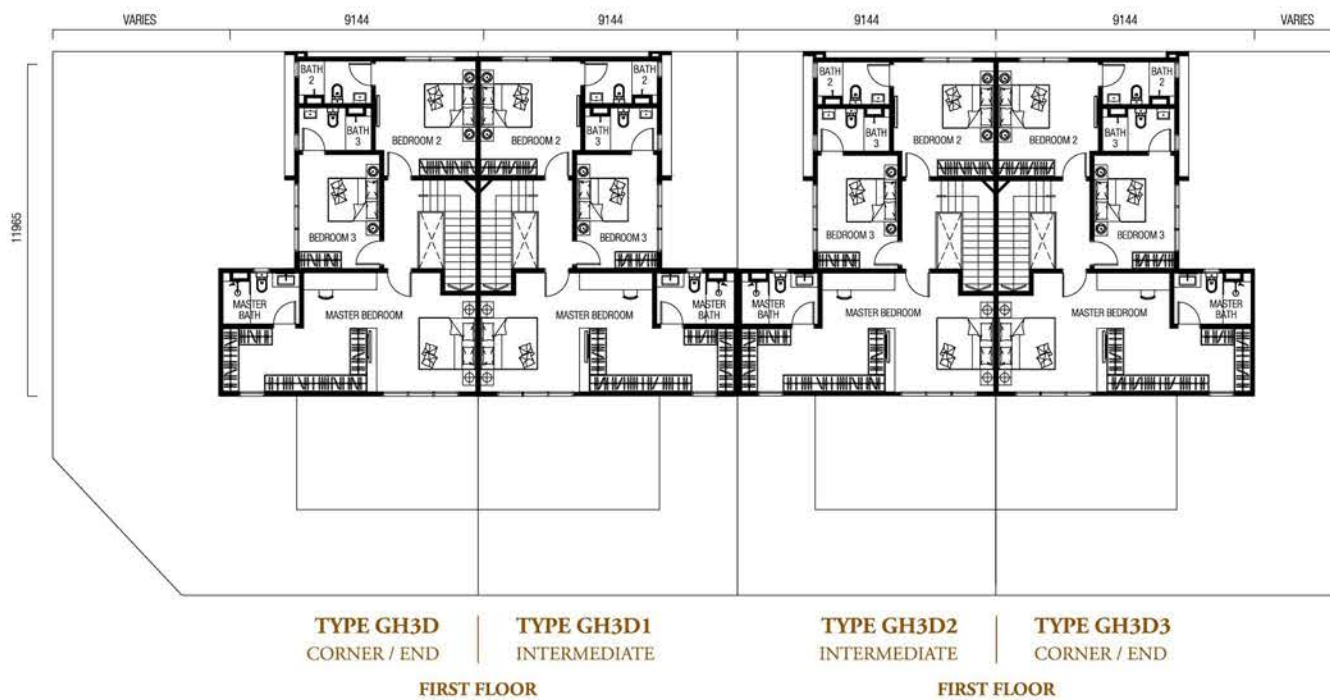 VARIES 9144 9144 9144 9144 VARIES
11965
BATH 2
BATH 3
BEDROOM 2
BEDROOM 3
MASTER BATH
MASTER BEDROOM
BATH 2
BATH 3
BEDROOM 2
BEDROOM 3
MASTER BEDROOM
MASTER BATH
BATH 2
BATH 3
BEDROOM 2
BEDROOM 3
MASTER BATH
MASTER BEDROOM
BATH 2
BATH 3
BEDROOM 2
BEDROOM 3
MASTER BEDROOM
MASTER BATH
TYPE GH3D
CORNER / END
TYPE GH3D1
INTERMEDIATE
FIRST FLOOR
TYPE GH3D2
INTERMEDIATE
TYPE GH3D3
CORNER / END
FIRST FLOOR